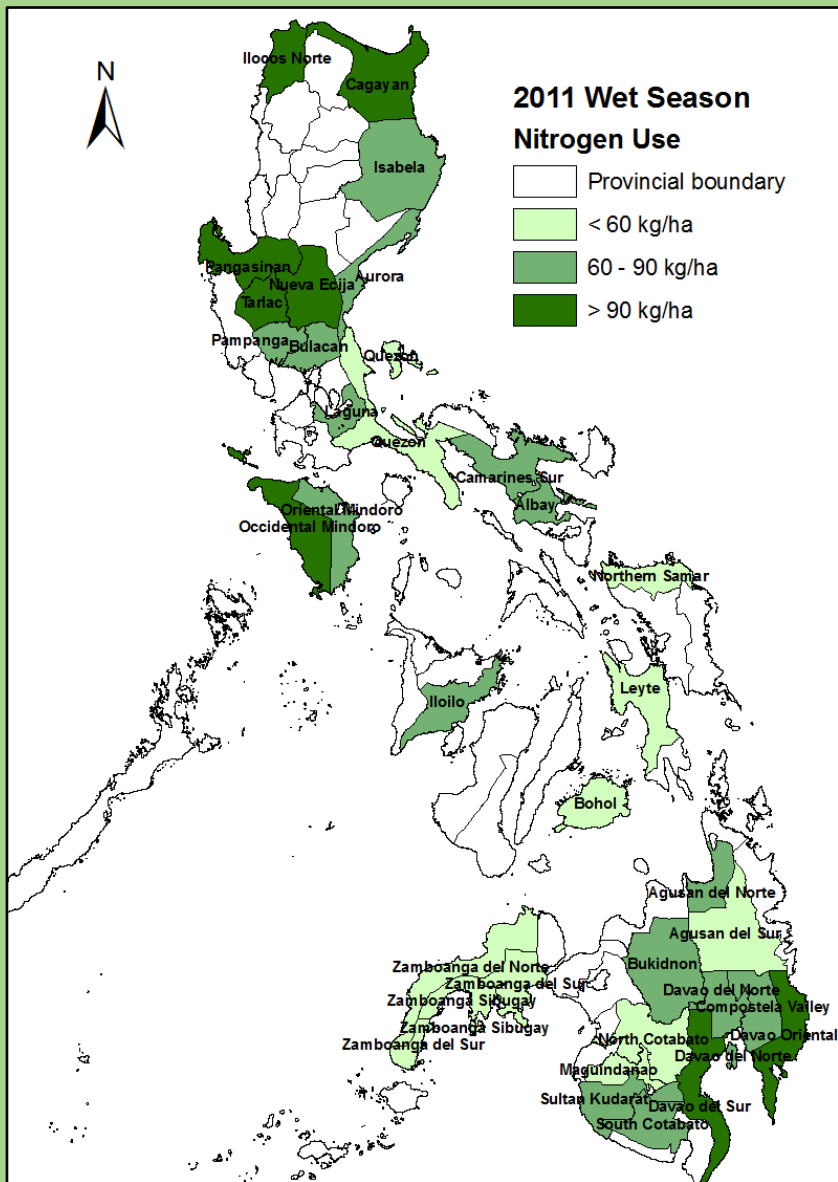 Ilocos Norte
N
Cagayan
2011 Wet Season
Nitrogen Use
Provincial boundary
< 60 kg/ha
60 - 90 kg/ha
> 90 kg/ha
Isabela
Pangasinan
Nueva Ecija
Aurora
Tarlac
Pampanga
Bulacan
Quezon
Laguna
Quezon
Camarines Sur
Albay
Oriental Mindoro
Occidental Mindoro
Northern Samar
Leyte
Iloilo
Bohol
Agusan del Norte
Agusan del Sur
Bukidnon
Zamboanga del Norte
Zamboanga del Sur
Zamboanga Sibugay
Zamboanga Sibugay
Zamboanga del Sur
Davao del Norte
Compostela Valley
Davao Oriental
North Cotabato
Davao del Norte
Maguindanao
Sultan Kudarat
Davao del Sur
South Cotabato